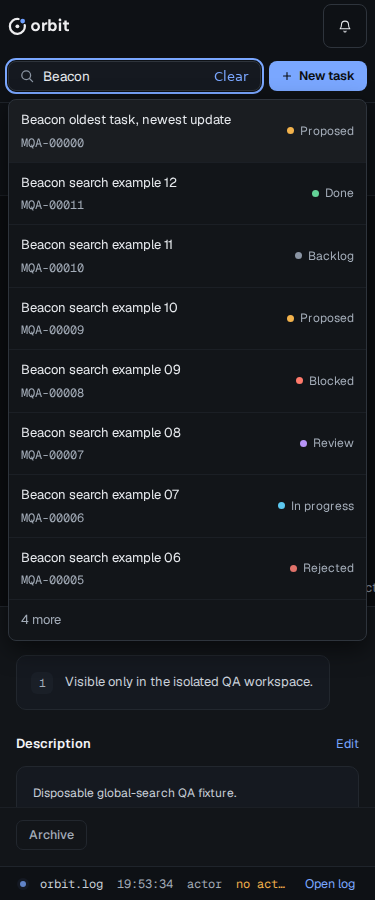 orbit
Beacon Clear
+ New task
Beacon oldest task, newest update
MQA-00000
Proposed
Beacon search example 12
MQA-00011
Done
Beacon search example 11
MQA-00010
Backlog
Beacon search example 10
MQA-00009
Proposed
Beacon search example 09
MQA-00008
Blocked
Beacon search example 08
MQA-00007
Review
Beacon search example 07
MQA-00006
In progress
Beacon search example 06
MQA-00005
Rejected
4 more
1 Visible only in the isolated QA workspace.
Description Edit
Disposable global-search QA fixture.
Archive
orbit.log 19:53:34 actor no act… Open log